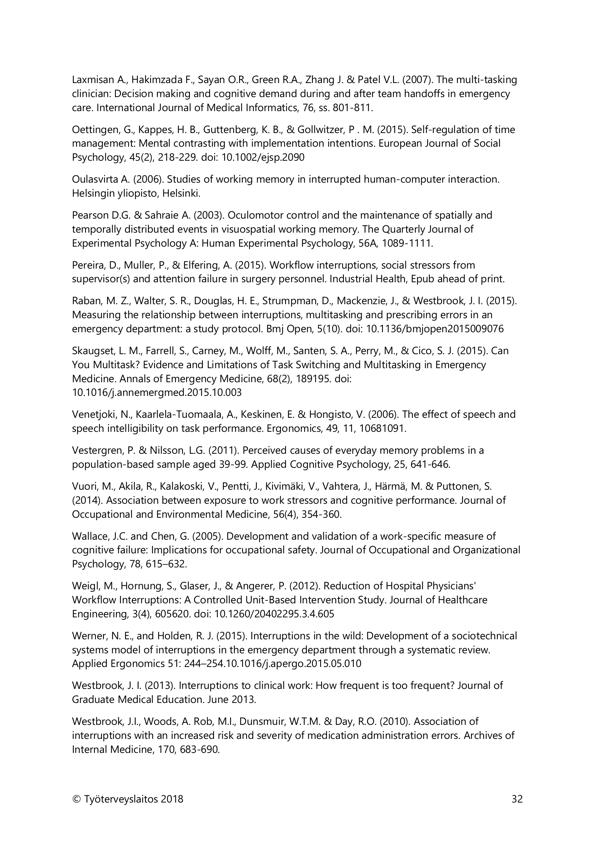 Laxmisan A., Hakimzada F., Sayan O.R., Green R.A., Zhang J. & Patel V.L. (2007). The multi-tasking
clinician: Decision making and cognitive demand during and after team handoffs in emergency
care. International Journal of Medical Informatics, 76, ss. 801-811.
Oettingen, G., Kappes, H. B., Guttenberg, K. B., & Gollwitzer, P . M. (2015). Self-regulation of time
management: Mental contrasting with implementation intentions. European Journal of Social
Psychology, 45(2), 218-229. doi: 10.1002/ejsp.2090
Oulasvirta A. (2006). Studies of working memory in interrupted human-computer interaction.
Helsingin yliopisto, Helsinki.
Pearson D.G. & Sahraie A. (2003). Oculomotor control and the maintenance of spatially and
temporally distributed events in visuospatial working memory. The Quarterly Journal of
Experimental Psychology A: Human Experimental Psychology, 56A, 1089-1111.
Pereira, D., Muller, P., & Elfering, A. (2015). Workflow interruptions, social stressors from
supervisor(s) and attention failure in surgery personnel. Industrial Health, Epub ahead of print.
Raban, M. Z., Walter, S. R., Douglas, H. E., Strumpman, D., Mackenzie, J., & Westbrook, J. I. (2015).
Measuring the relationship between interruptions, multitasking and prescribing errors in an
emergency department: a study protocol. Bmj Open, 5(10). doi: 10.1136/bmjopen2015009076
Skaugset, L. M., Farrell, S., Carney, M., Wolff, M., Santen, S. A., Perry, M., & Cico, S. J. (2015). Can
You Multitask? Evidence and Limitations of Task Switching and Multitasking in Emergency
Medicine. Annals of Emergency Medicine, 68(2), 189195. doi:
10.1016/j.annemergmed.2015.10.003
Venetjoki, N., Kaarlela-Tuomaala, A., Keskinen, E. & Hongisto, V. (2006). The effect of speech and
speech intelligibility on task performance. Ergonomics, 49, 11, 10681091.
Vestergren, P. & Nilsson, L.G. (2011). Perceived causes of everyday memory problems in a
population-based sample aged 39-99. Applied Cognitive Psychology, 25, 641-646.
Vuori, M., Akila, R., Kalakoski, V., Pentti, J., Kivimäki, V., Vahtera, J., Härmä, M. & Puttonen, S.
(2014). Association between exposure to work stressors and cognitive performance. Journal of
Occupational and Environmental Medicine, 56(4), 354-360.
Wallace, J.C. and Chen, G. (2005). Development and validation of a work-specific measure of
cognitive failure: Implications for occupational safety. Journal of Occupational and Organizational
Psychology, 78, 615–632.
Weigl, M., Hornung, S., Glaser, J., & Angerer, P. (2012). Reduction of Hospital Physicians'
Workflow Interruptions: A Controlled Unit-Based Intervention Study. Journal of Healthcare
Engineering, 3(4), 605620. doi: 10.1260/20402295.3.4.605
Werner, N. E., and Holden, R. J. (2015). Interruptions in the wild: Development of a sociotechnical
systems model of interruptions in the emergency department through a systematic review.
Applied Ergonomics 51: 244–254.10.1016/j.apergo.2015.05.010
Westbrook, J. I. (2013). Interruptions to clinical work: How frequent is too frequent? Journal of
Graduate Medical Education. June 2013.
Westbrook, J.I., Woods, A. Rob, M.I., Dunsmuir, W.T.M. & Day, R.O. (2010). Association of
interruptions with an increased risk and severity of medication administration errors. Archives of
Internal Medicine, 170, 683-690.
© Työterveyslaitos 2018
32